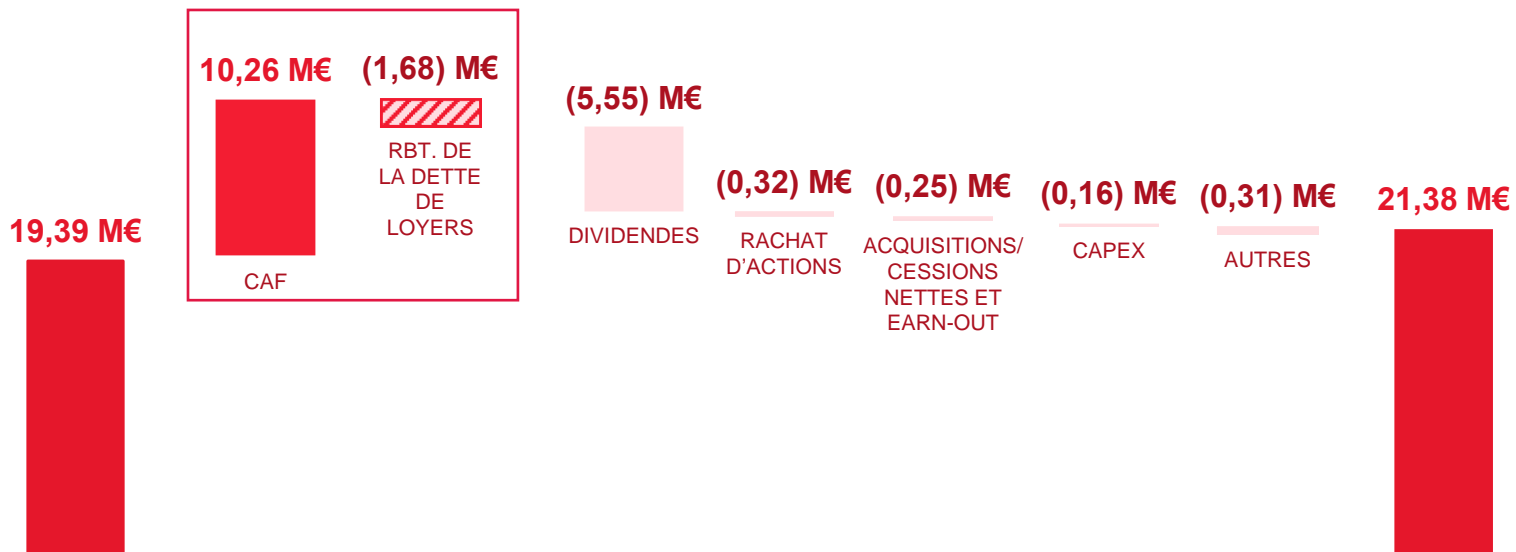 19,39 M€
10,26 M€
CAF
(1,68) M€
RBT. DE
LA DETTE
DE
LOYERS
(5,55) M€
DIVIDENDES
(0,32) M€
RACHAT
D'ACTIONS
(0,25) M€
ACQUISITIONS/
CESSIONS
NETTES ET
EARN-OUT
(0,16) M€
CAPEX
(0,31) M€
AUTRES
21,38 M€